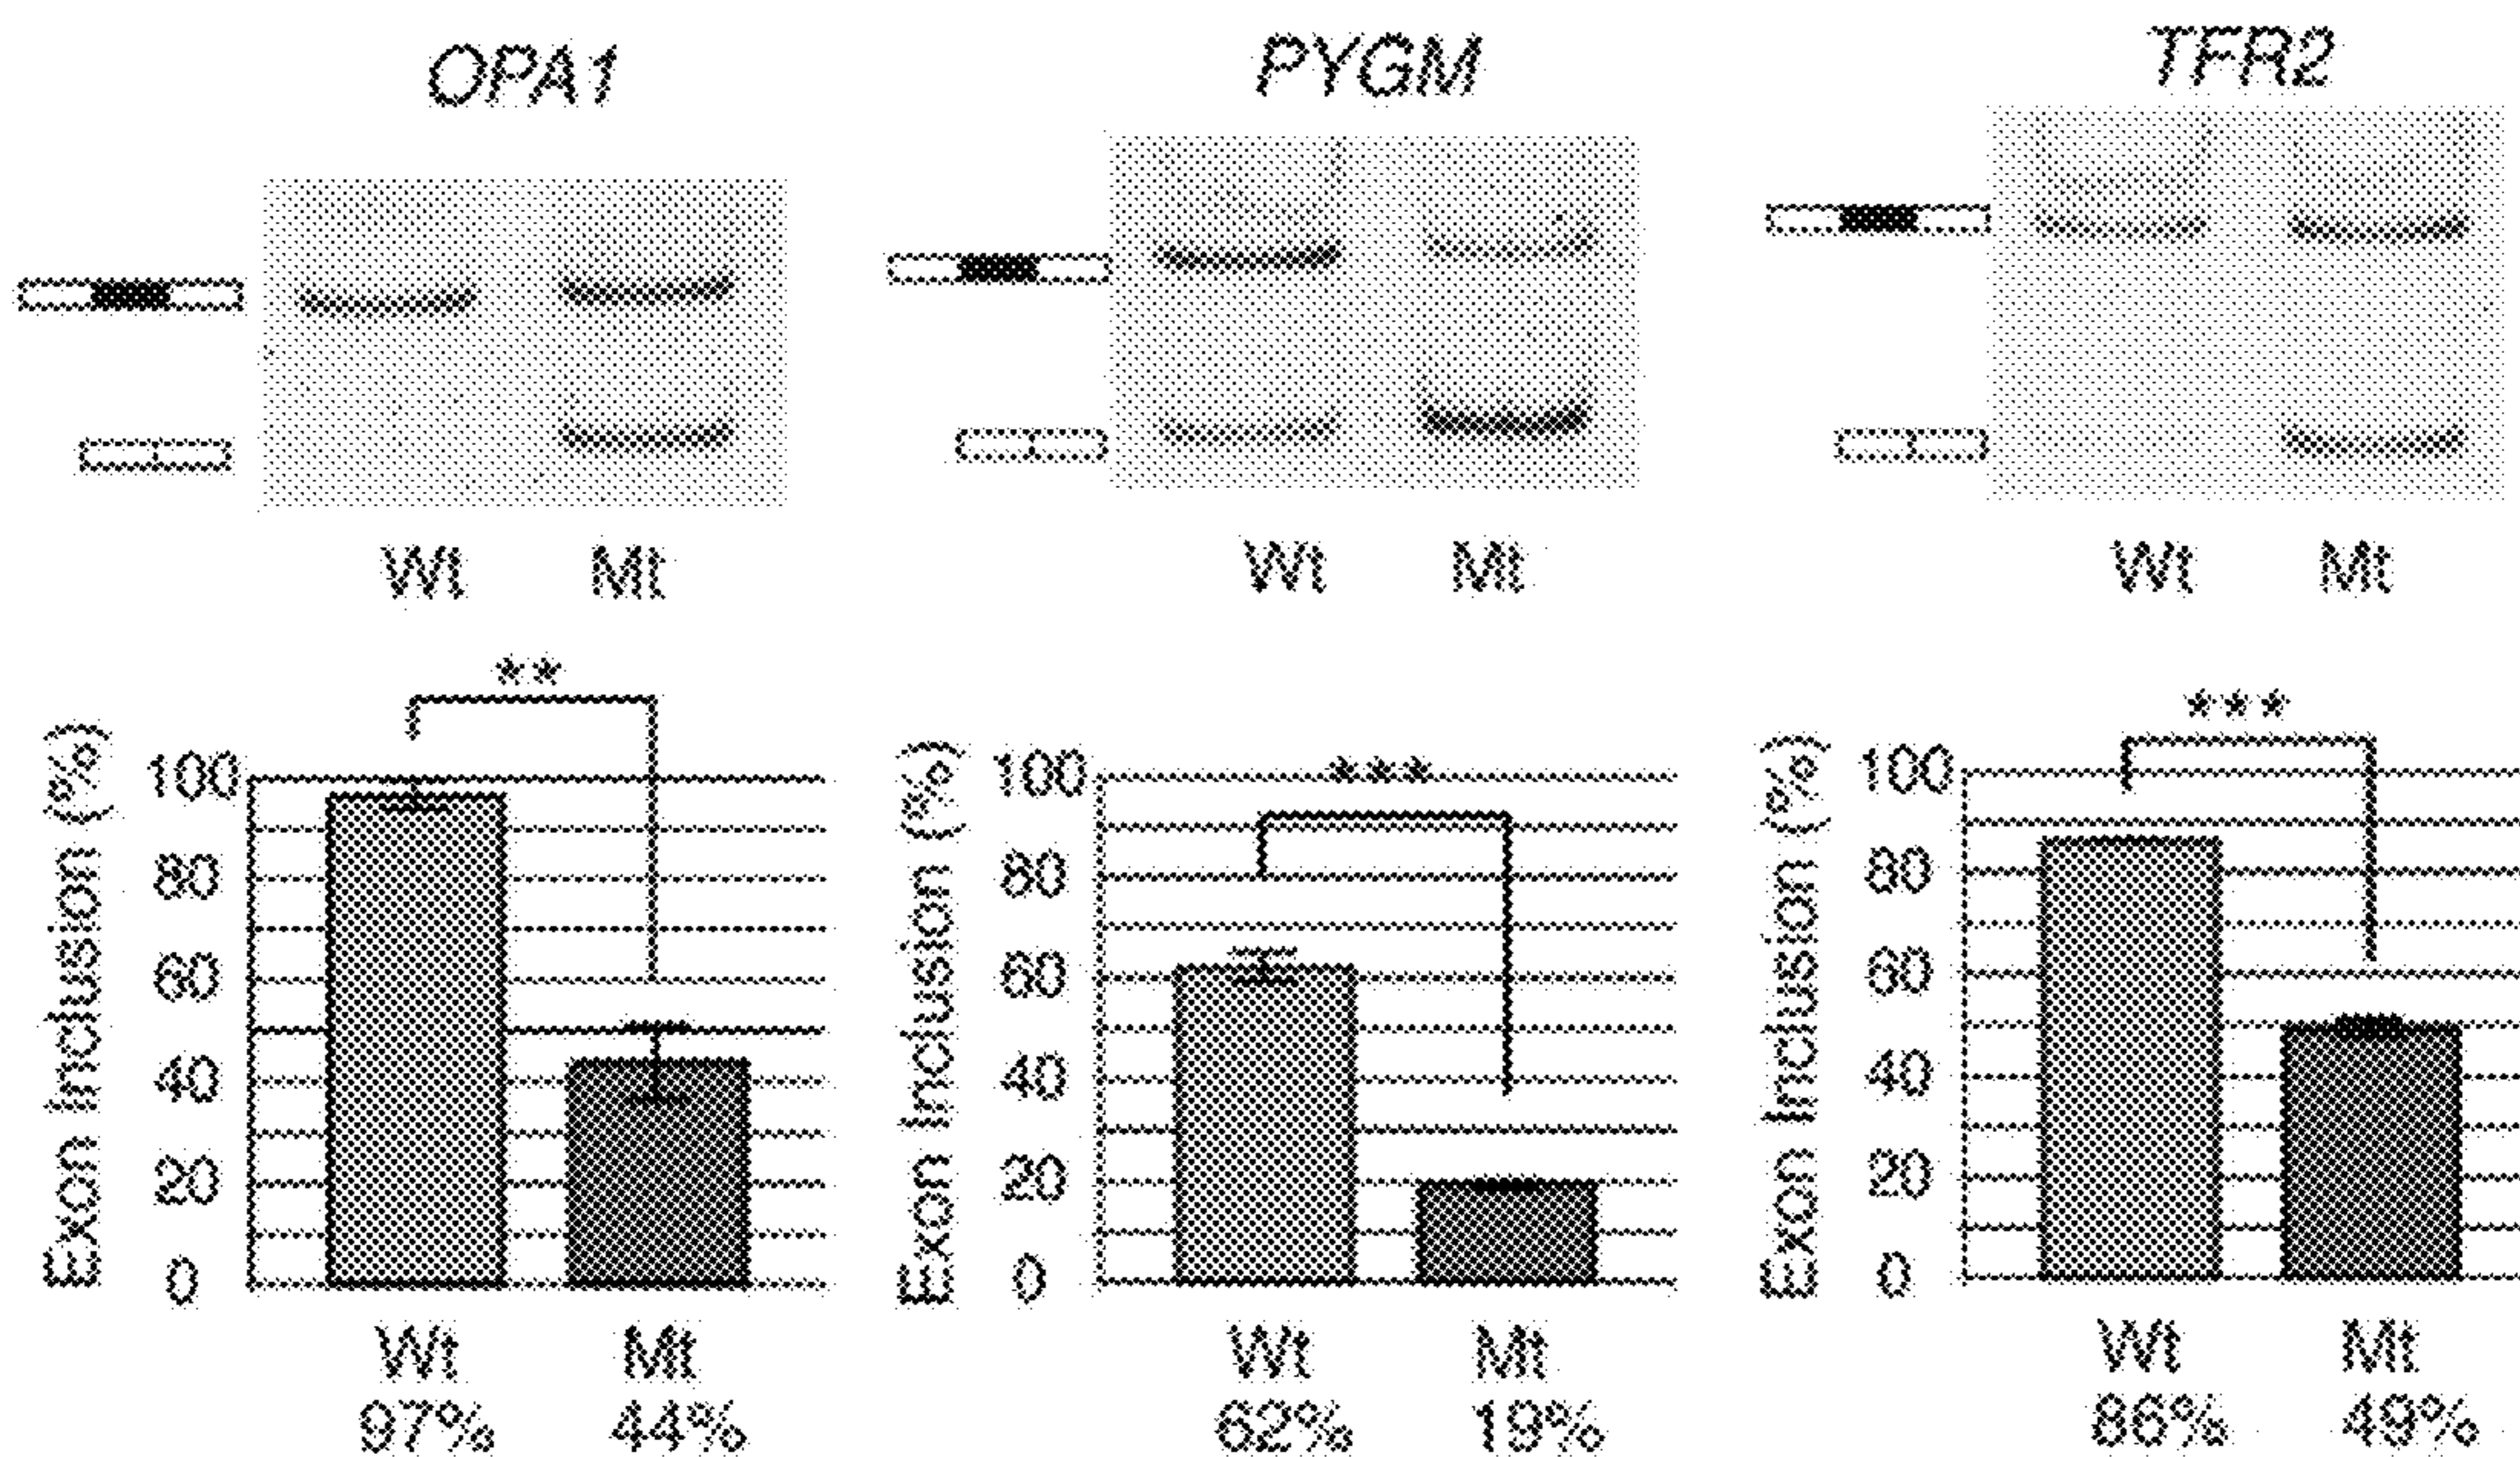 OPA1
PYGM
TFR2
Wt Mt
Wt Mt
Wt Mt
**
Exon Inclusion (%)
100
80
60
40
20
0
Wt Mt
97% 44%
***
Exon Inclusion (%)
100
80
60
40
20
0
Wt Mt
62% 19%
***
Exon Inclusion (%)
100
80
60
40
20
0
Wt Mt
86% 49%